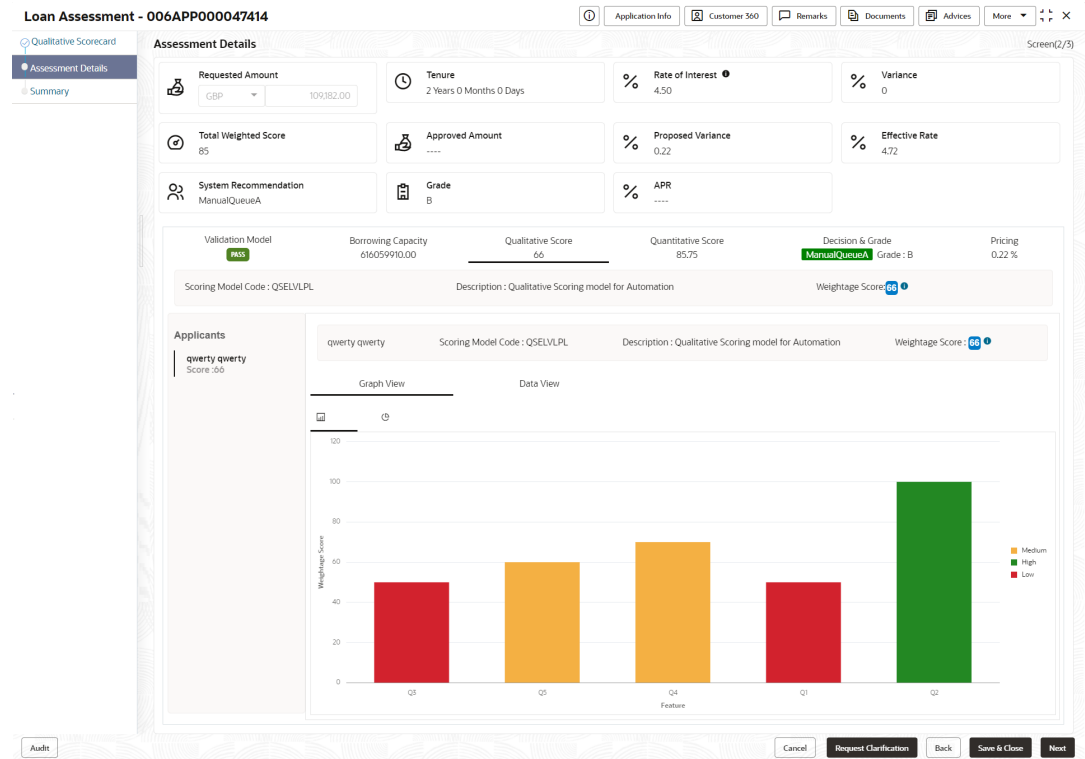 Loan Assessment - 006APP000047414
Application Info
Customer 360
Remarks
Documents
Advices
More
Qualitative Scorecard
Assessment Details
Summary
Assessment Details
Screen(2/3)
Requested Amount
GBP
109,182.00
Tenure
2 Years 0 Months 0 Days
Rate of Interest
4.50
Variance
0
Total Weighted Score
85
Approved Amount
----
Proposed Variance
0.22
Effective Rate
4.72
System Recommendation
ManualQueueA
Grade
B
APR
----
Validation Model
PASS
Borrowing Capacity
616059910.00
Qualitative Score
66
Quantitative Score
85.75
Decision & Grade
ManualQueueA Grade : B
Pricing
0.22 %
Scoring Model Code : QSELVLPL
Description : Qualitative Scoring model for Automation
Weightage Score:66
Applicants
qwerty qwerty
Score :66
qwerty qwerty
Scoring Model Code : QSELVLPL
Description : Qualitative Scoring model for Automation
Weightage Score : 66
Graph View
Data View
120
100
80
60
40
20
0
Weightage Score
Q3
Q5
Q4
Q1
Q2
Feature
Medium
High
Low
Audit
Cancel
Request Clarification
Back
Save & Close
Next